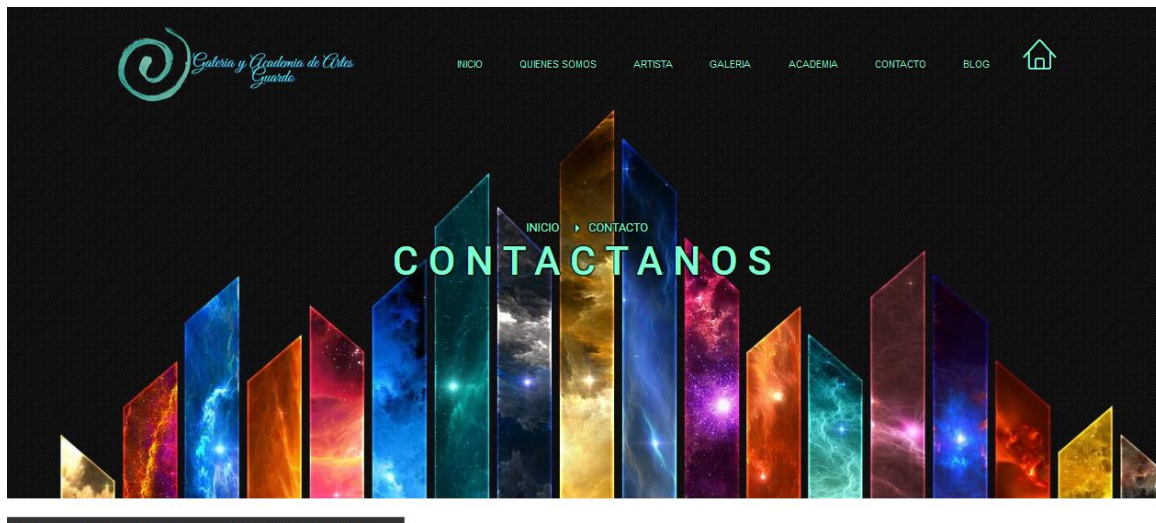 Galeria y Academia de Artes
Guardo
INICIO QUIENES SOMOS ARTISTA GALERIA ACADEMIA CONTACTO BLOG
INICIO CONTACTO
CONTACTANOS